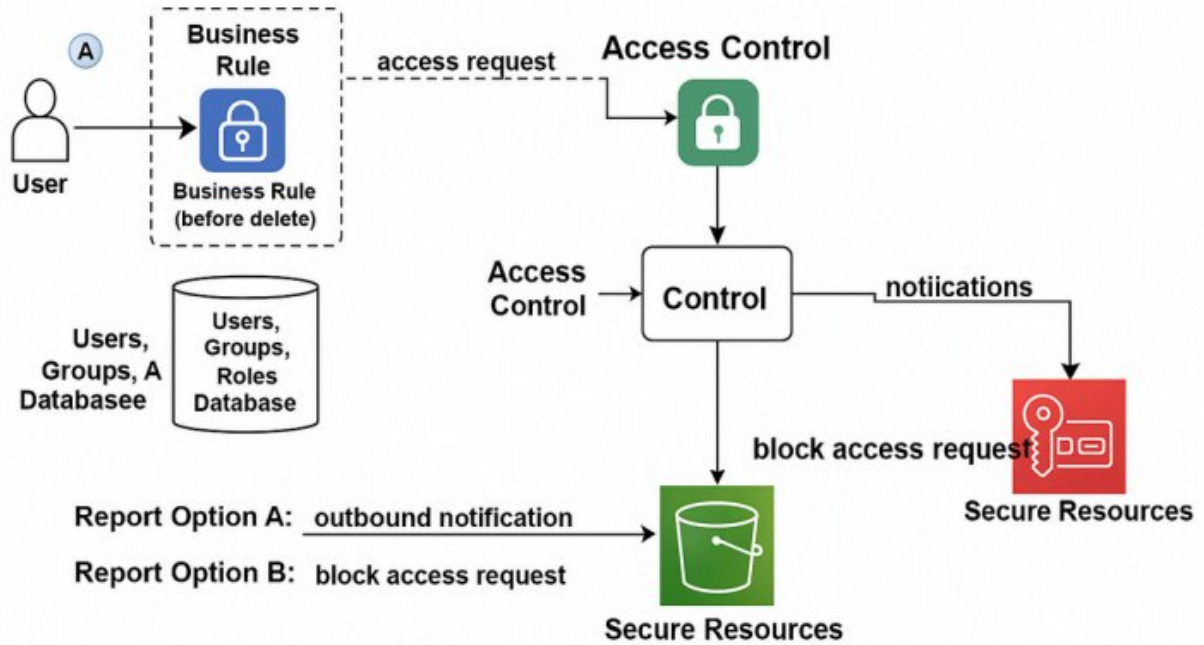 A
Business
Rule
access request
Access Control
User
Business Rule
(before delete)
Access
Control
Control
notiications
Users,
Groups, A
Databasee
Users,
Groups,
Roles
Database
block access request
Secure Resources
Report Option A: outbound notification
Report Option B: block access request
Secure Resources